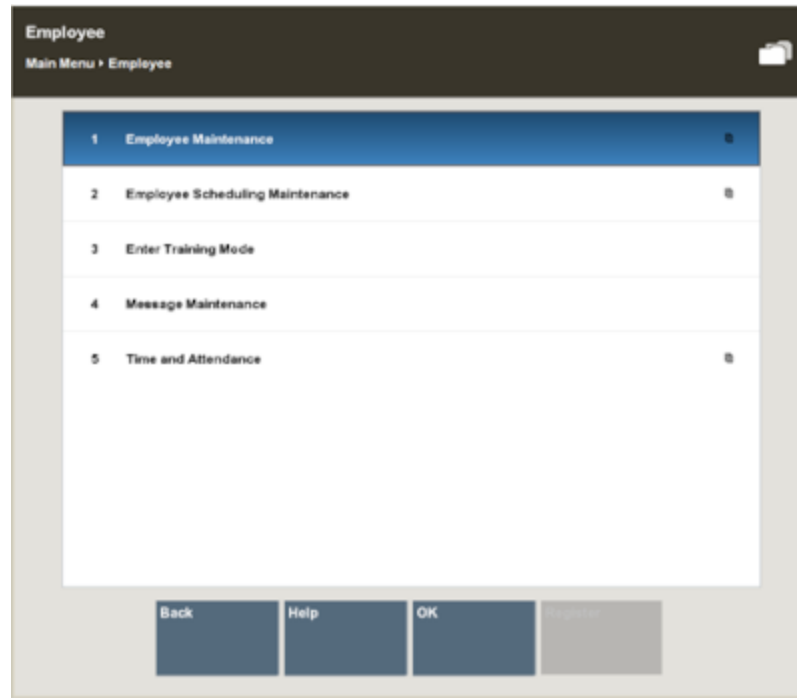 Employee
Main Menu ▸ Employee
1 Employee Maintenance
2 Employee Scheduling Maintenance
3 Enter Training Mode
4 Message Maintenance
5 Time and Attendance
Back Help OK Register